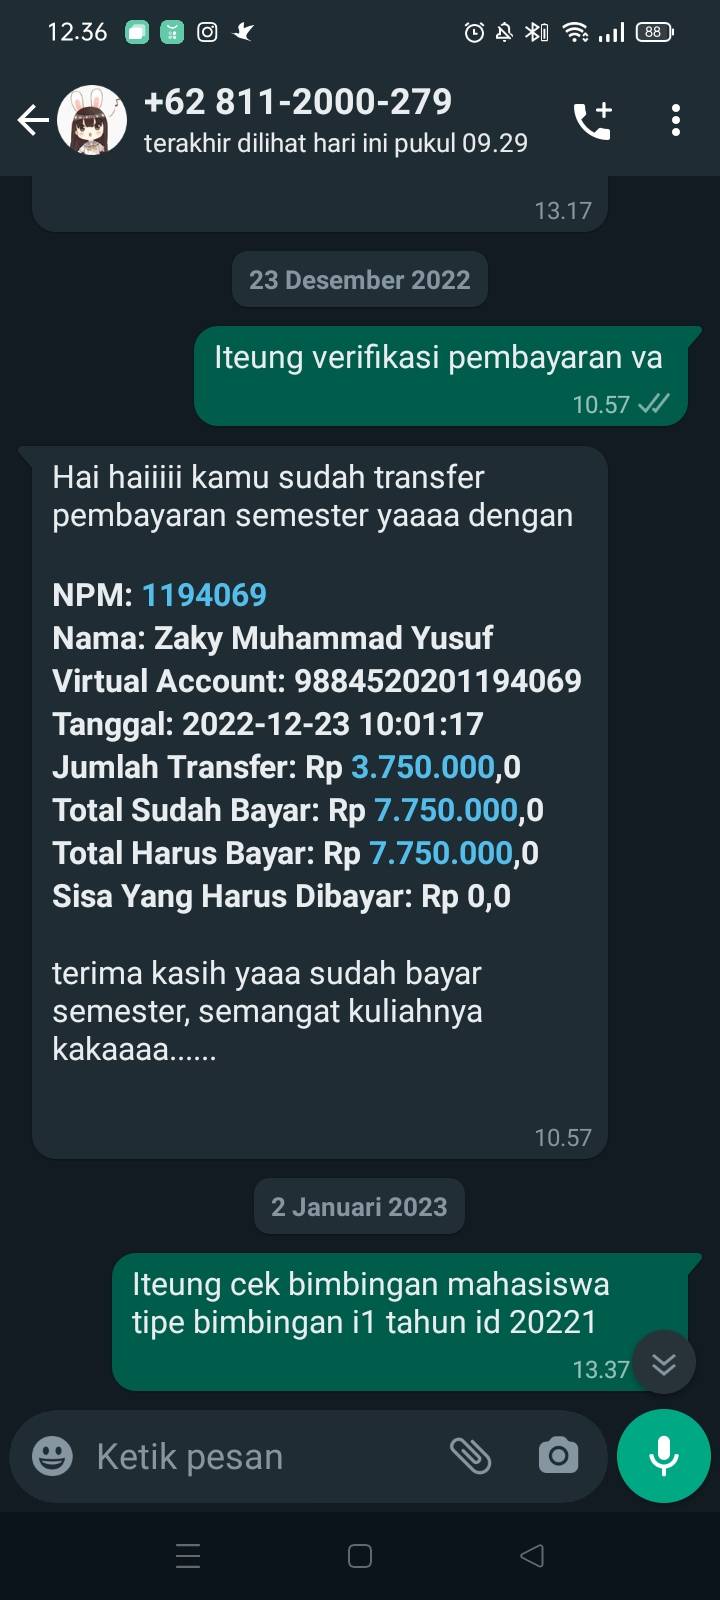 12.36
88
+62 811-2000-279
terakhir dilihat hari ini pukul 09.29
13.17
23 Desember 2022
Iteung verifikasi pembayaran va
10.57
Hai haiiiii kamu sudah transfer
pembayaran semester yaaaa dengan
NPM: 1194069
Nama: Zaky Muhammad Yusuf
Virtual Account: 9884520201194069
Tanggal: 2022-12-23 10:01:17
Jumlah Transfer: Rp 3.750.000,0
Total Sudah Bayar: Rp 7.750.000,0
Total Harus Bayar: Rp 7.750.000,0
Sisa Yang Harus Dibayar: Rp 0,0
terima kasih yaaa sudah bayar
semester, semangat kuliahnya
kakaaaa......
10.57
2 Januari 2023
Iteung cek bimbingan mahasiswa
tipe bimbingan i1 tahun id 20221
13.37
Ketik pesan